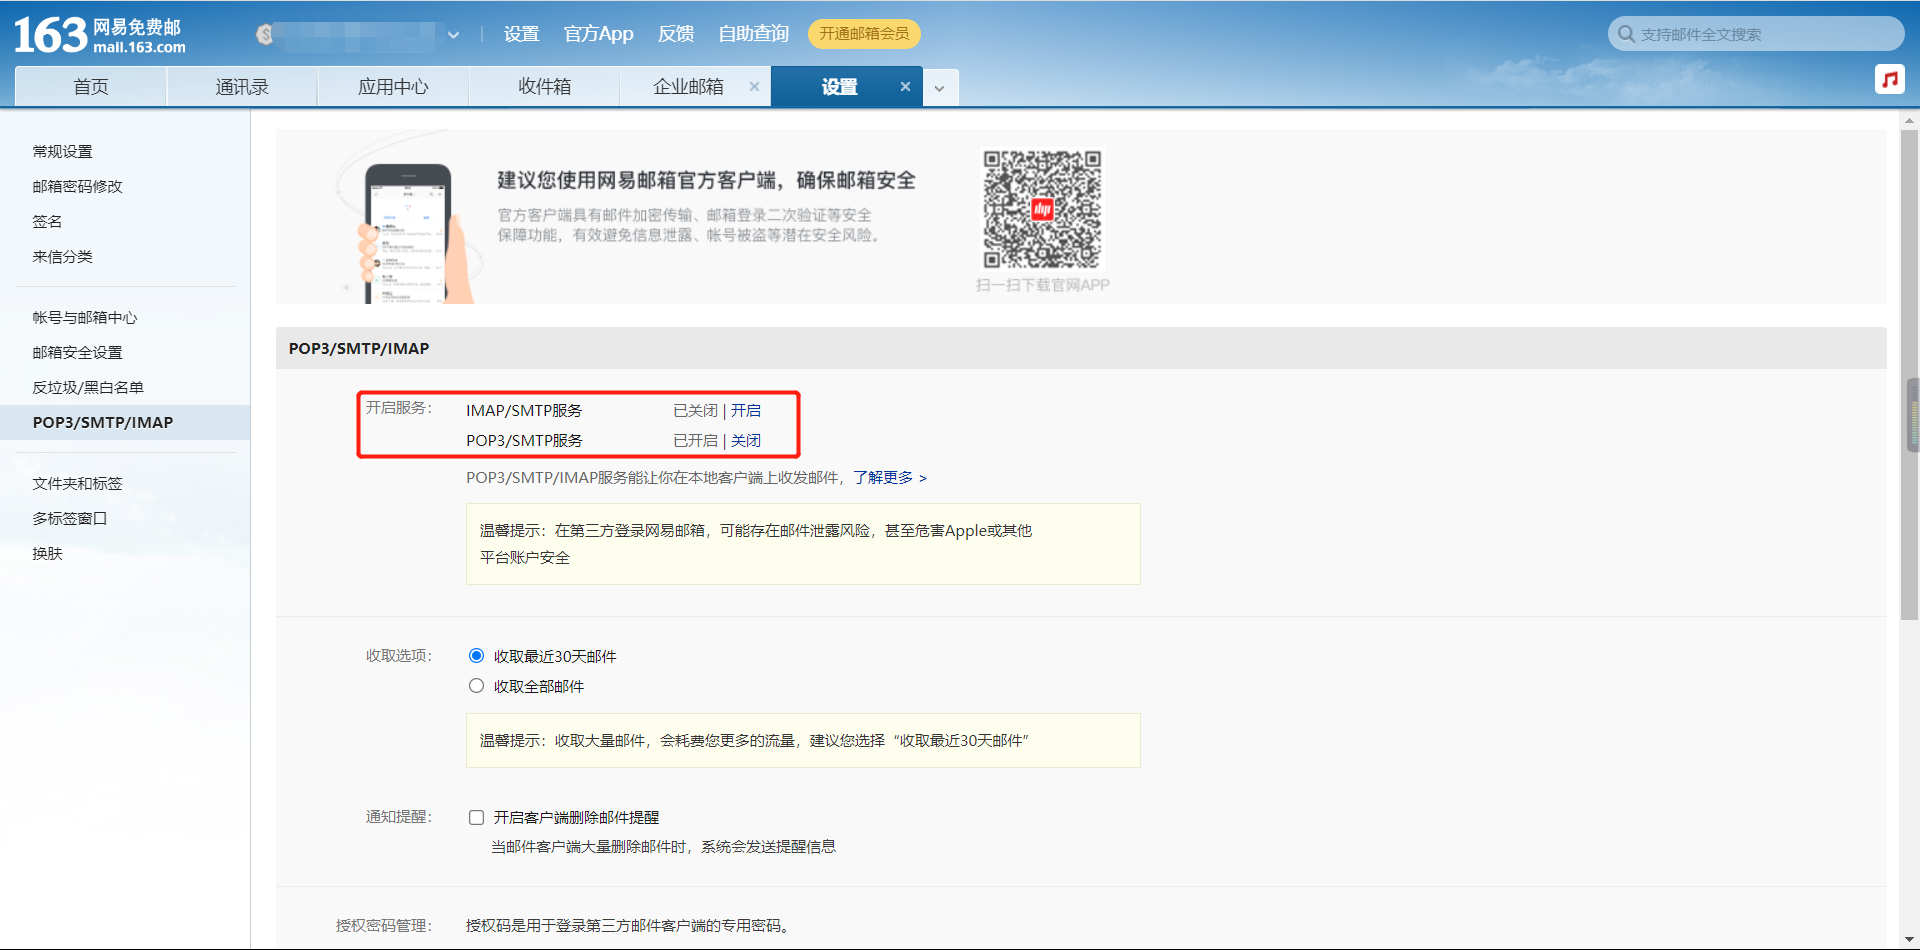 163 网易免费邮
mail.163.com
设置 官方App 反馈 自助查询 开通邮箱会员
支持邮件全文搜索
首页 通讯录 应用中心 收件箱 企业邮箱 × 设置 ×
常规设置
邮箱密码修改
签名
来信分类
帐号与邮箱中心
邮箱安全设置
反垃圾/黑白名单
POP3/SMTP/IMAP
文件夹和标签
多标签窗口
换肤
建议您使用网易邮箱官方客户端，确保邮箱安全
官方客户端具有邮件加密传输、邮箱登录二次验证等安全
保障功能，有效避免信息泄露、帐号被盗等潜在安全风险。
扫一扫下载官网APP
POP3/SMTP/IMAP
开启服务： IMAP/SMTP服务 已关闭 | 开启
POP3/SMTP服务 已开启 | 关闭
POP3/SMTP/IMAP服务能让你在本地客户端上收发邮件，了解更多 >
温馨提示：在第三方登录网易邮箱，可能存在邮件泄露风险，甚至危害Apple或其他
平台账户安全
收取选项： 收取最近30天邮件
收取全部邮件
温馨提示：收取大量邮件，会耗费您更多的流量，建议您选择“收取最近30天邮件”
通知提醒： 开启客户端删除邮件提醒
当邮件客户端大量删除邮件时，系统会发送提醒信息
授权密码管理： 授权码是用于登录第三方邮件客户端的专用密码。